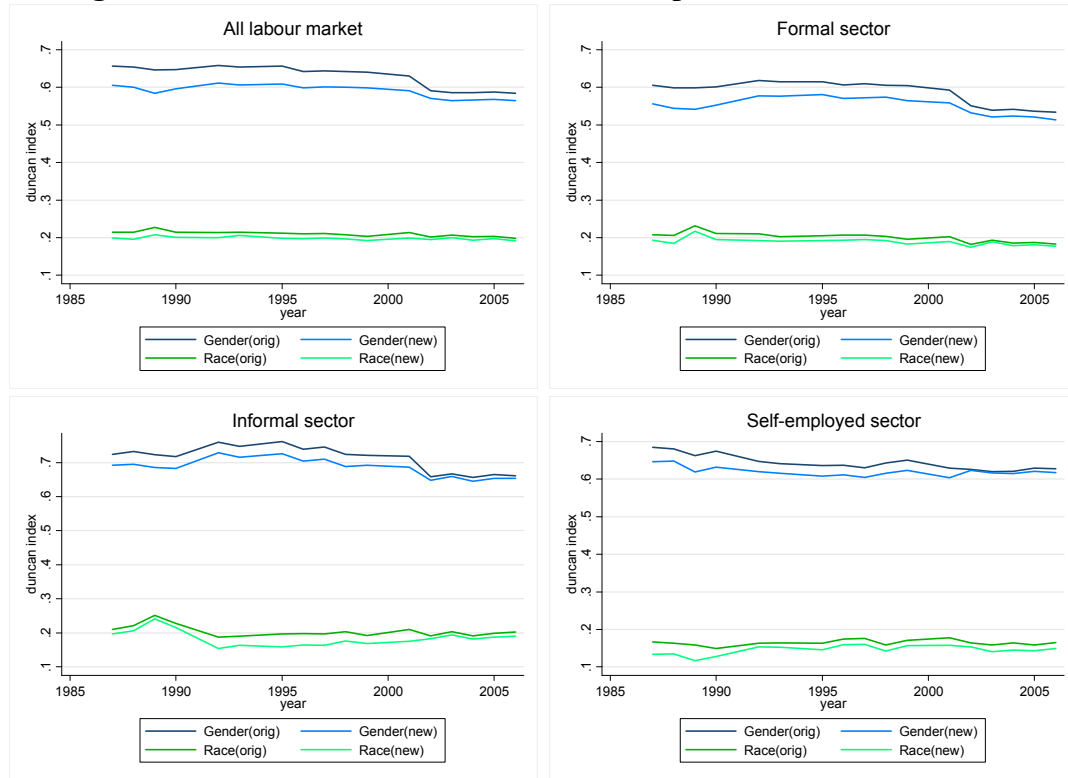 All labour market
duncan index
.7
.6
.5
.4
.3
.2
.1
1985 1990 1995 2000 2005
year
Gender(orig) Gender(new)
Race(orig) Race(new)
Formal sector
duncan index
.7
.6
.5
.4
.3
.2
.1
1985 1990 1995 2000 2005
year
Gender(orig) Gender(new)
Race(orig) Race(new)
Informal sector
duncan index
.7
.6
.5
.4
.3
.2
.1
1985 1990 1995 2000 2005
year
Gender(orig) Gender(new)
Race(orig) Race(new)
Self-employed sector
duncan index
.7
.6
.5
.4
.3
.2
.1
1985 1990 1995 2000 2005
year
Gender(orig) Gender(new)
Race(orig) Race(new)